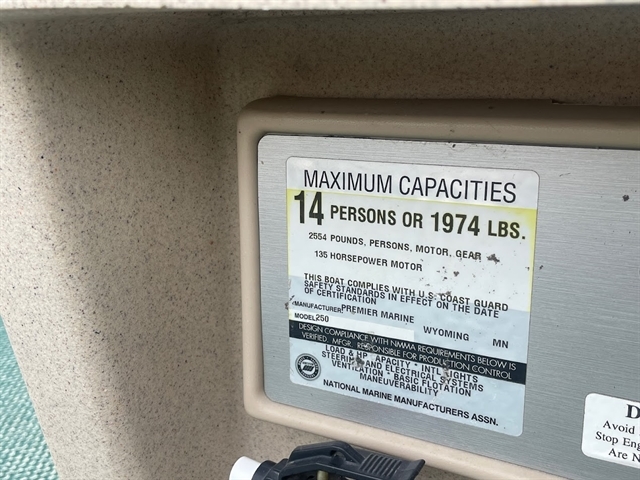 MAXIMUM CAPACITIES
14 PERSONS OR 1974 LBS.
2554 POUNDS, PERSONS, MOTOR, GEAR
135 HORSEPOWER MOTOR
THIS BOAT COMPLIES WITH U.S. COAST GUARD
SAFETY STANDARDS IN EFFECT ON THE DATE
OF CERTIFICATION
MANUFACTURER: PREMIER MARINE WYOMING MN
MODEL: 250
DESIGN COMPLIANCE WITH NMMA REQUIREMENTS BELOW IS
VERIFIED. MFGR. RESPONSIBLE FOR PRODUCTION CONTROL
LOAD & HP APACITY * INTL IGHTS
STEERING AND ELECTRICAL SYSTEMS
VENTILATION * BASIC FLOTATION
MANEUVERABILITY
NATIONAL MARINE MANUFACTURERS ASSN.
D
Avoid
Stop Eng
Are N